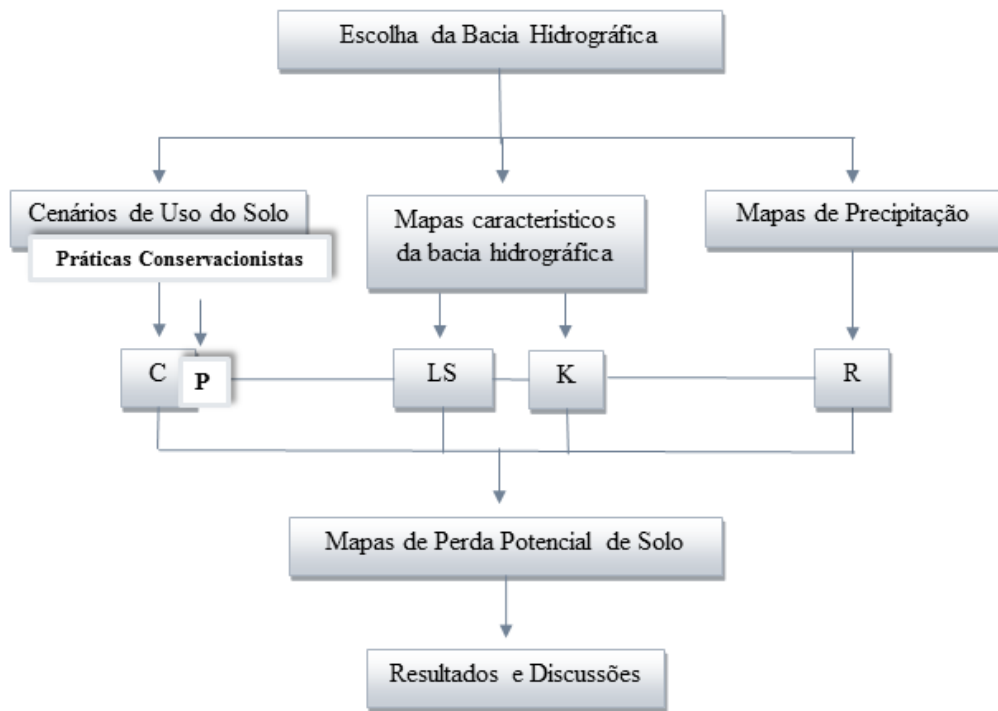 Escolha da Bacia Hidrográfica
Cenários de Uso do Solo
Práticas Conservacionistas
Mapas característicos
da bacia hidrográfica
Mapas de Precipitação
C
P
LS
K
R
Mapas de Perda Potencial de Solo
Resultados e Discussões